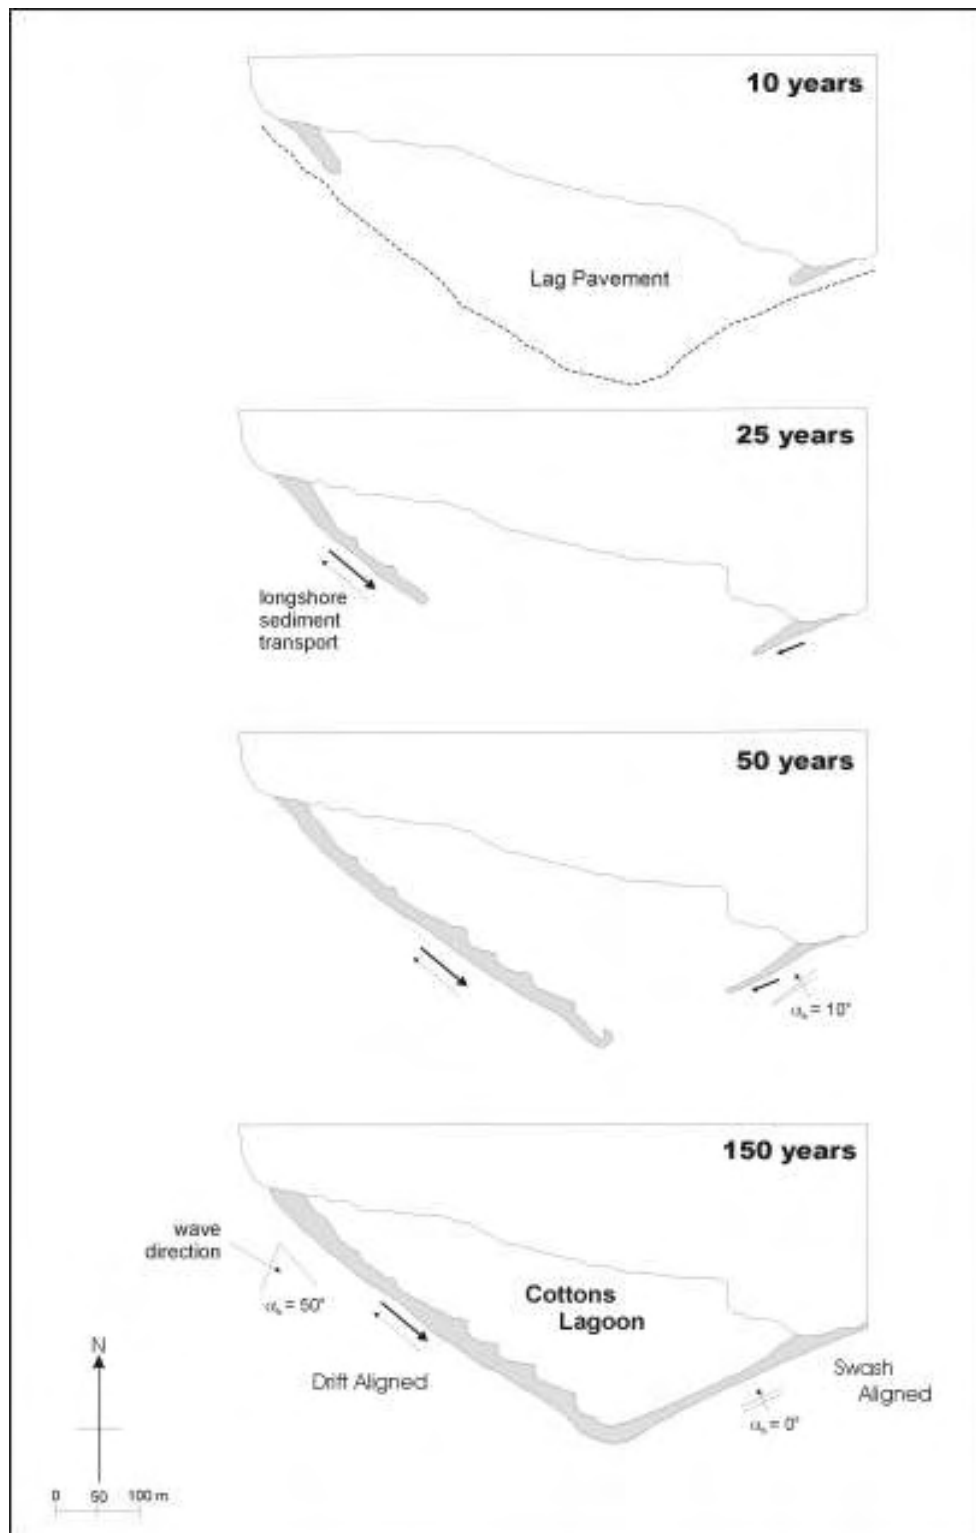 10 years
Lag Pavement
25 years
longshore
sediment
transport
50 years
αb = 10°
150 years
wave
direction
αb = 50°
Cottons
Lagoon
Drift Aligned
Swash
Aligned
αb = 0°
N
0 50 100 m